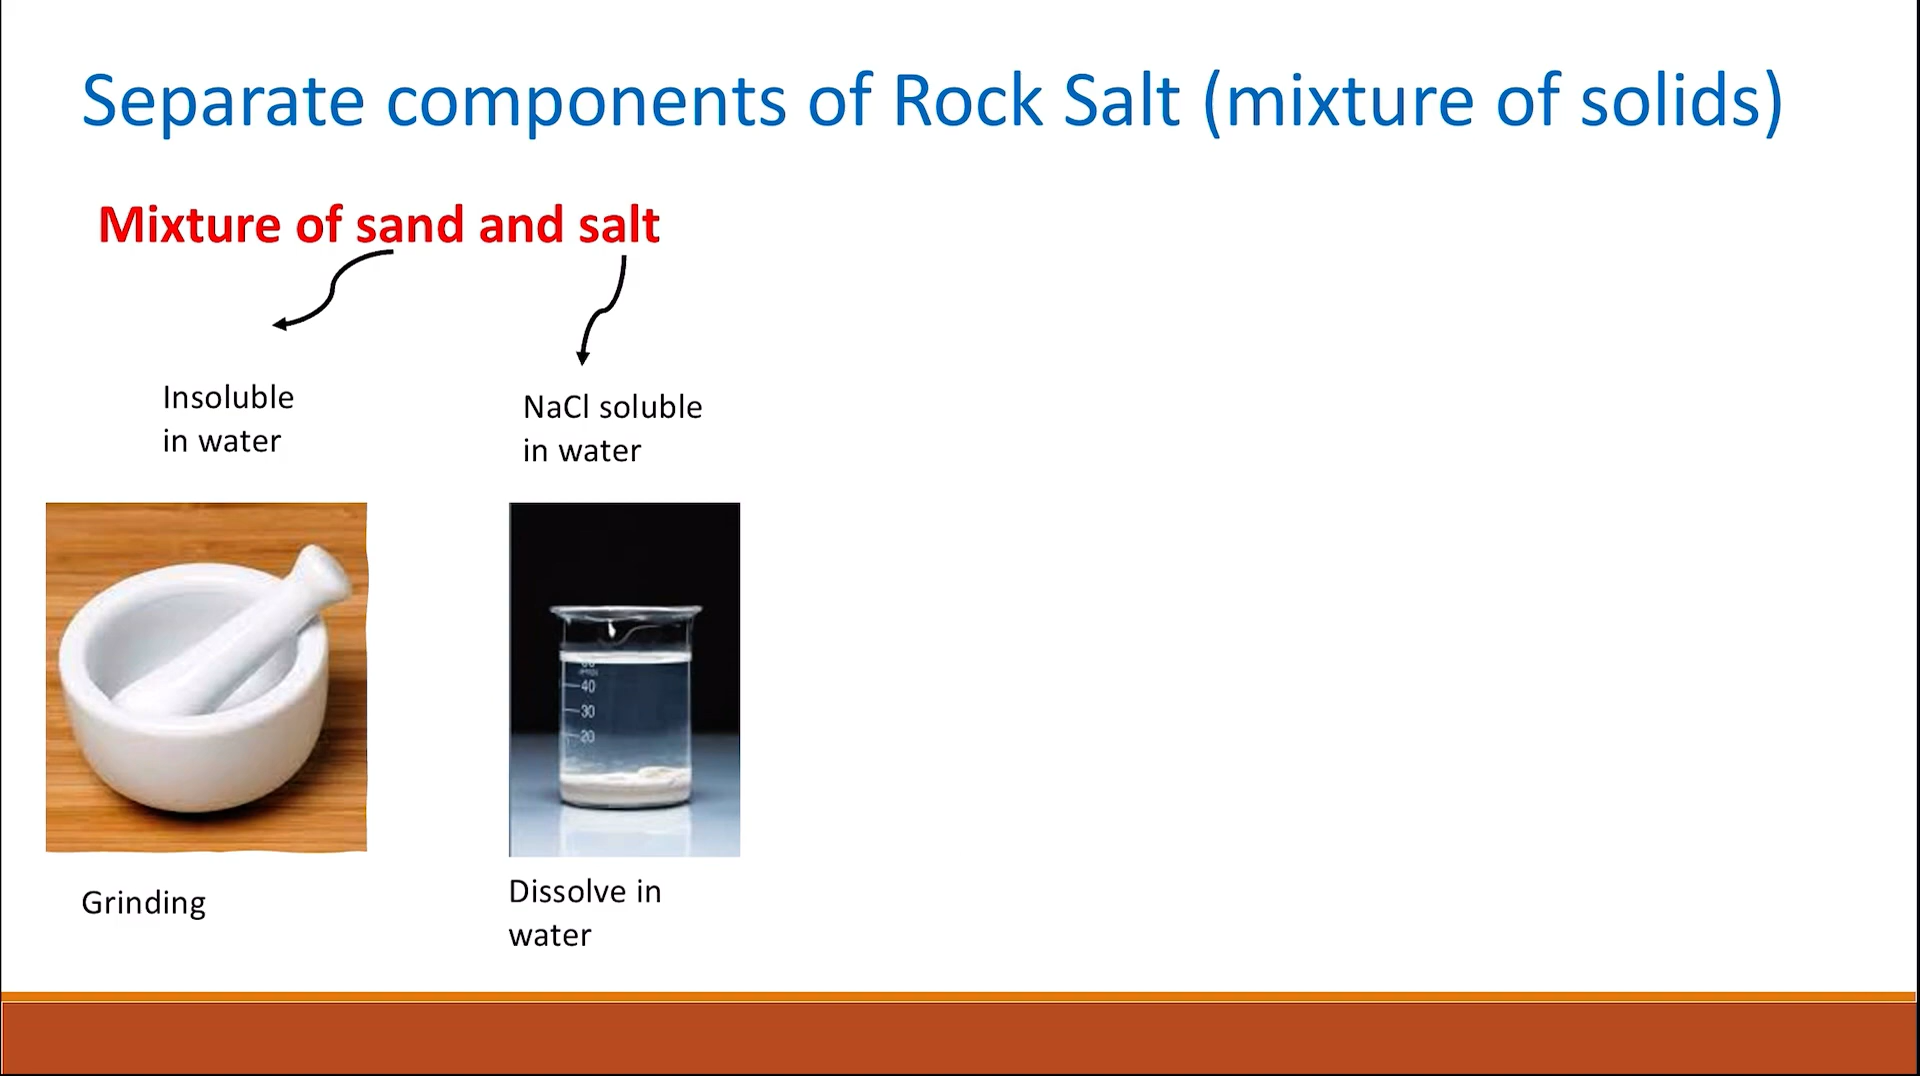 Separate components of Rock Salt (mixture of solids)
Mixture of sand and salt
Insoluble
in water
NaCl soluble
in water
40
30
20
Grinding
Dissolve in
water